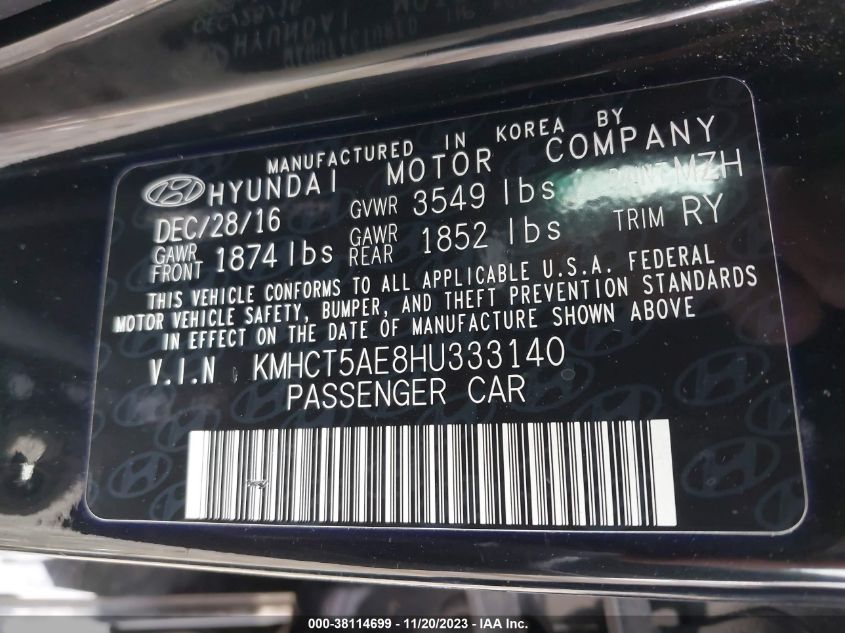 MANUFACTURED IN KOREA BY
HYUNDAI MOTOR COMPANY
DEC/28/16 GVWR 3549 lbs PAINT MZH
GAWR FRONT 1874 lbs GAWR REAR 1852 lbs TRIM RY
THIS VEHICLE CONFORMS TO ALL APPLICABLE U.S.A. FEDERAL
MOTOR VEHICLE SAFETY, BUMPER, AND THEFT PREVENTION STANDARDS
IN EFFECT ON THE DATE OF MANUFACTURE SHOWN ABOVE
V.I.N : KMHCT5AE8HU333140
PASSENGER CAR
000-38114699 - 11/20/2023 - IAA Inc.